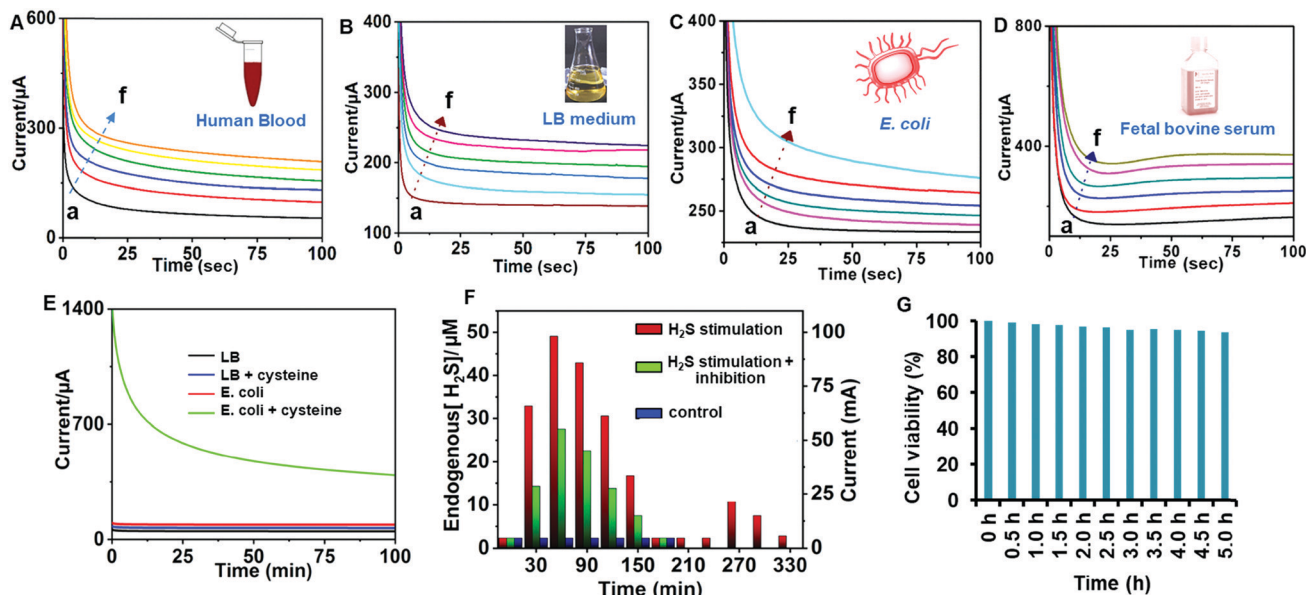 A
Current/µA
600
300
0
0
25
50
75
100
Time (sec)
a
f
Human Blood
B
Current/µA
400
350
300
250
200
150
100
0
25
50
75
100
Time (sec)
a
f
LB medium
C
Current/µA
400
350
300
250
0
25
50
75
100
Time (sec)
a
f
E. coli
D
Current/µA
800
400
0
25
50
75
100
Time (sec)
a
f
Fetal bovine serum
E
Current/µA
1400
700
0
0
25
50
75
100
Time (min)
LB
LB + cysteine
E. coli
E. coli + cysteine
F
Endogenous[ H₂S]/ µM
50
40
30
20
10
0
30
90
150
210
270
330
Time (min)
100
75
50
25
0
Current (mA)
H₂S stimulation
H₂S stimulation +
inhibition
control
G
Cell viability (%)
100
80
60
40
20
0
0 h
0.5 h
1.0 h
1.5 h
2.0 h
2.5 h
3.0 h
3.5 h
4.0 h
4.5 h
5.0 h
Time (h)